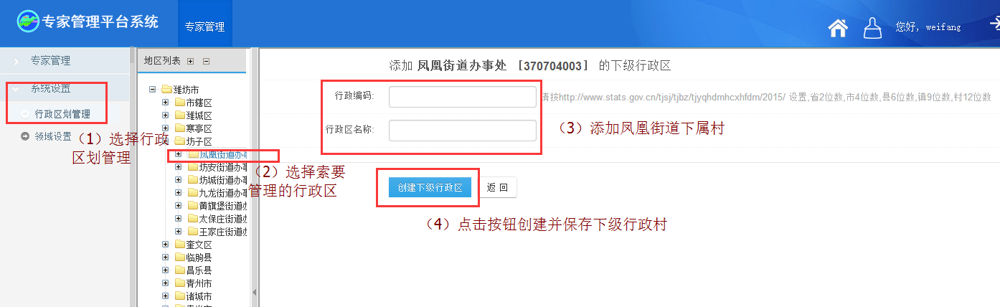 专家管理平台系统
专家管理
您好, weifang
专家管理
系统设置
行政区划管理
领域设置
（1）选择行政
区划管理
地区列表
潍坊市
市辖区
潍城区
寒亭区
坊子区
凤凰街道办事
坊安街道办事
坊城街道办事
九龙街道办事
黄旗堡街道办
太保庄街道办
王家庄街道办
奎文区
临朐县
昌乐县
青州市
诸城市
（2）选择索要
管理的行政区
添加 凤凰街道办事处 [370704003] 的下级行政区
行政编码:
请按http://www.stats.gov.cn/tjsj/tjbz/tjyqhdmhcxhfdm/2015/ 设置,省2位数,市4位数,县6位数,镇9位数,村12位数
行政区名称:
（3）添加凤凰街道下属村
创建下级行政区
返 回
（4）点击按钮创建并保存下级行政村